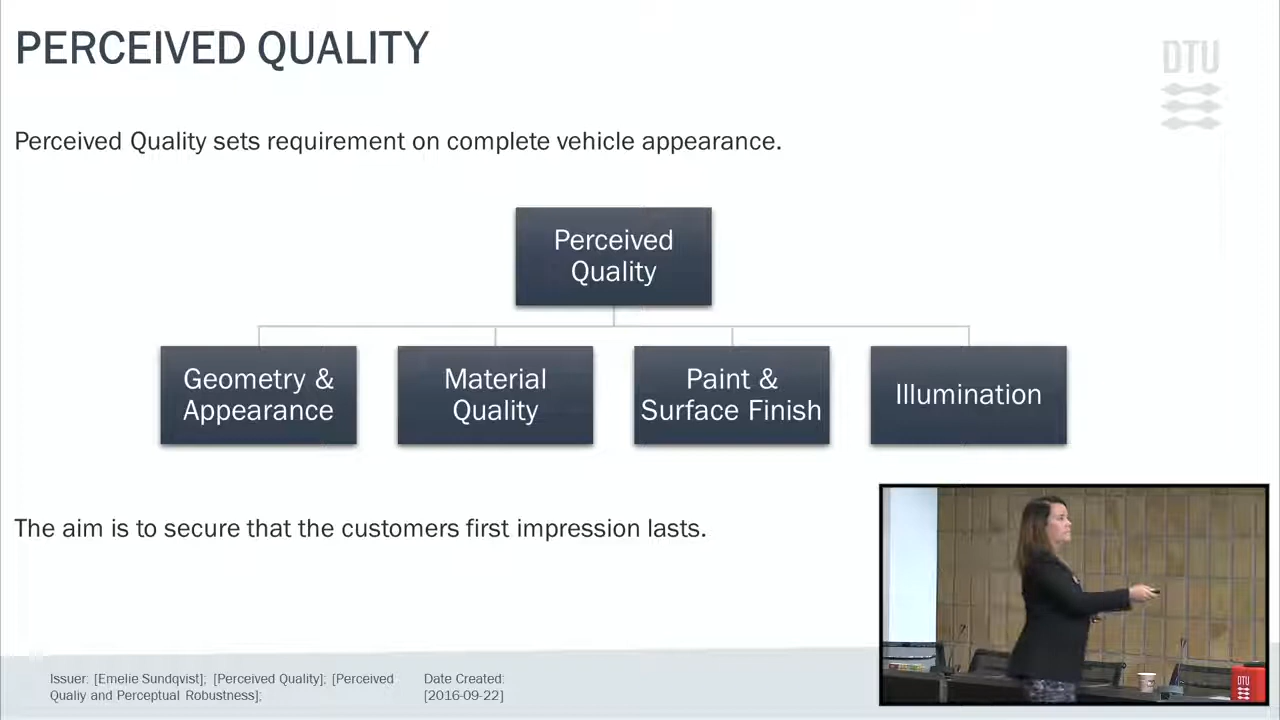 PERCEIVED QUALITY
DTU
Perceived Quality sets requirement on complete vehicle appearance.
Perceived
Quality
Geometry &
Appearance
Material
Quality
Paint &
Surface Finish
Illumination
The aim is to secure that the customers first impression lasts.
Issuer: [Emelie Sundqvist]; [Perceived Quality]; [Perceived
Qualiy and Perceptual Robustness];
Date Created:
[2016-09-22]
DTU